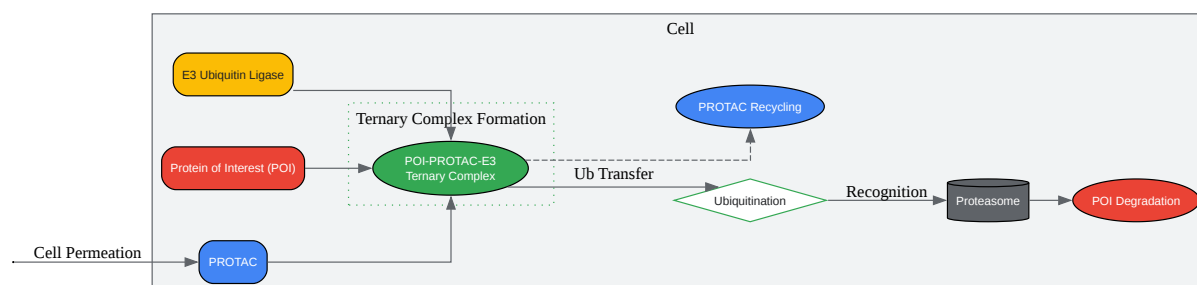 Cell
E3 Ubiquitin Ligase
PROTAC Recycling
Ternary Complex Formation
Protein of Interest (POI)
POI-PROTAC-E3
Ternary Complex
Ub Transfer
Ubiquitination
Recognition
Proteasome
POI Degradation
Cell Permeation
PROTAC